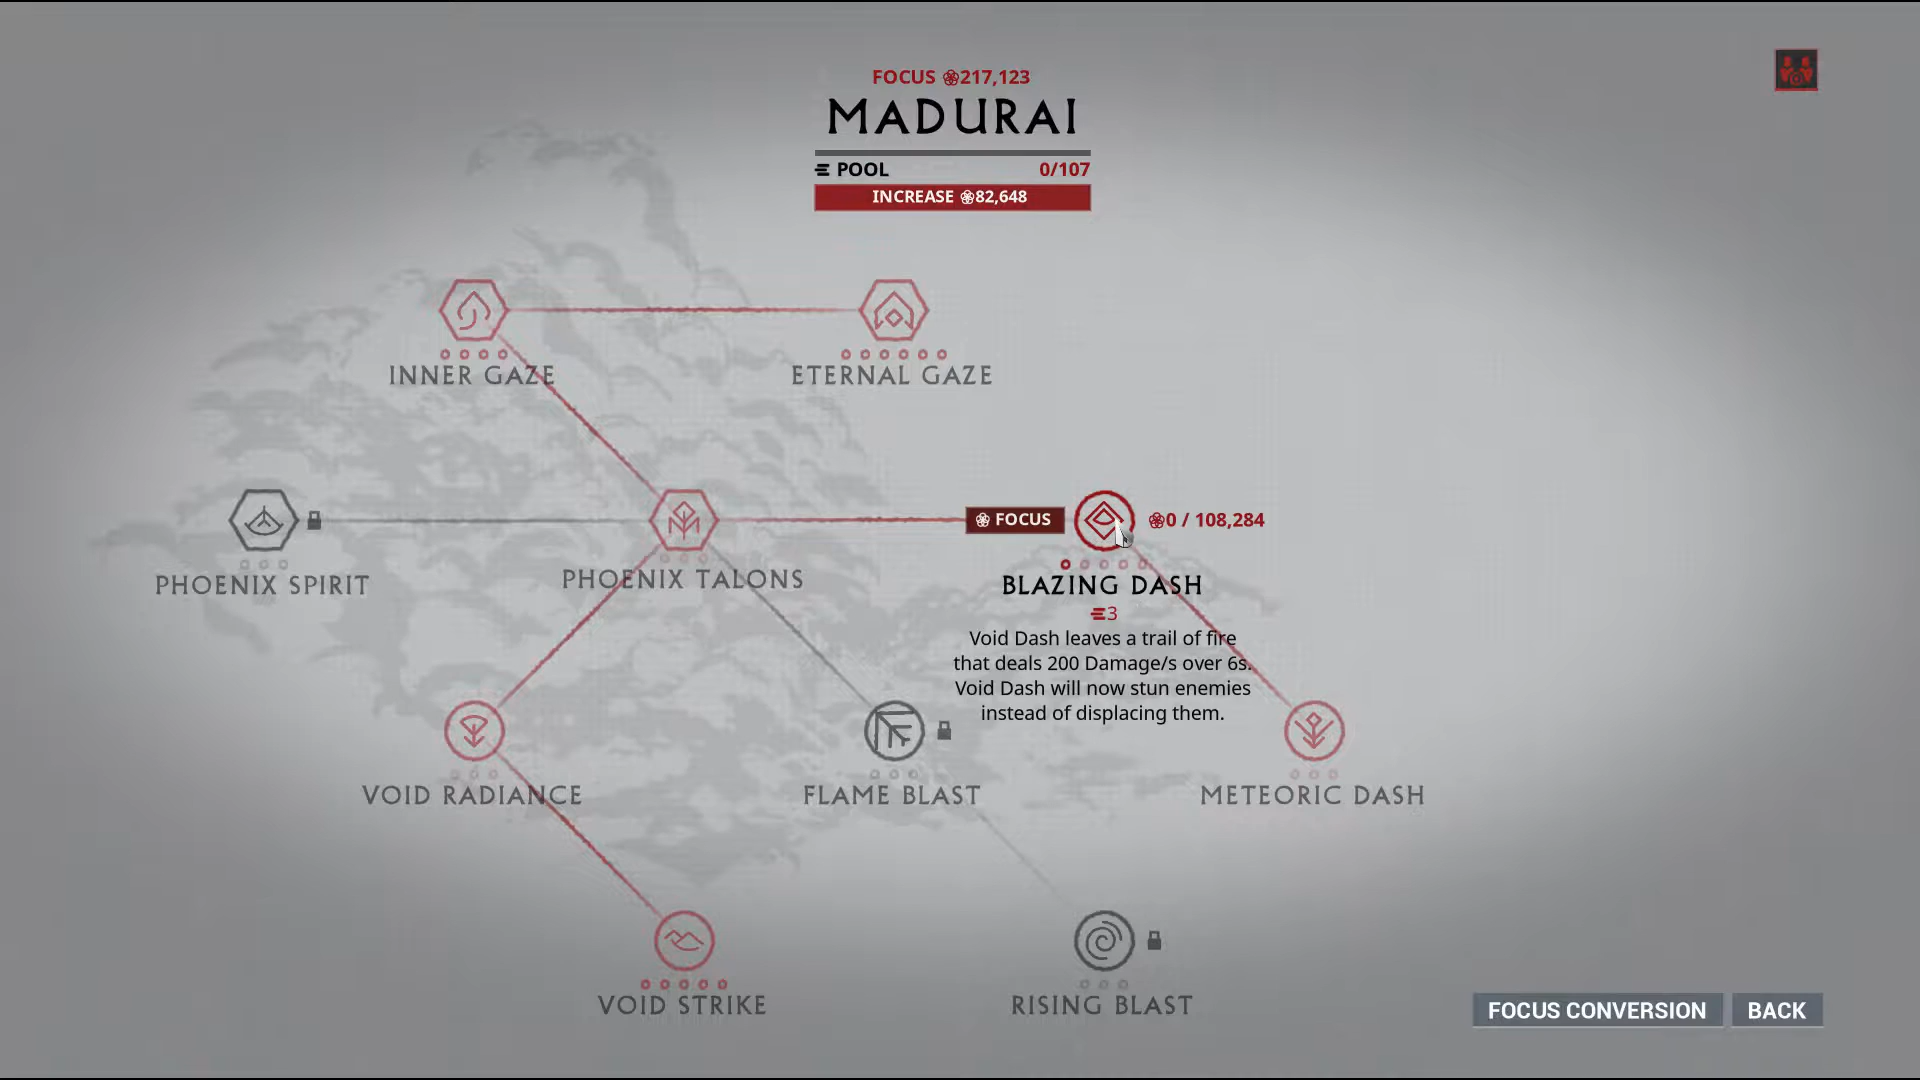 FOCUS 217,123
MADURAI
POOL 0/107
INCREASE 82,648
INNER GAZE
ETERNAL GAZE
PHOENIX SPIRIT
PHOENIX TALONS
FOCUS
0 / 108,284
BLAZING DASH
3
Void Dash leaves a trail of fire
that deals 200 Damage/s over 6s.
Void Dash will now stun enemies
instead of displacing them.
VOID RADIANCE
FLAME BLAST
METEORIC DASH
VOID STRIKE
RISING BLAST
FOCUS CONVERSION
BACK